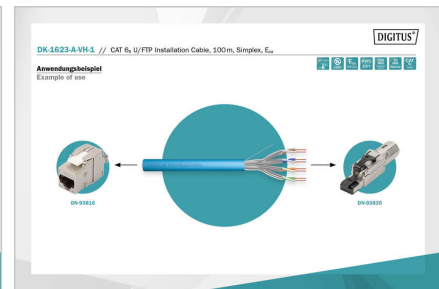 DIGITUS®
DK-1623-A-VH-1 // CAT 6A U/FTP Installation Cable, 100 m, Simplex, Eca
Anwendungsbeispiel
Example of use
DN-93816
DN-93835